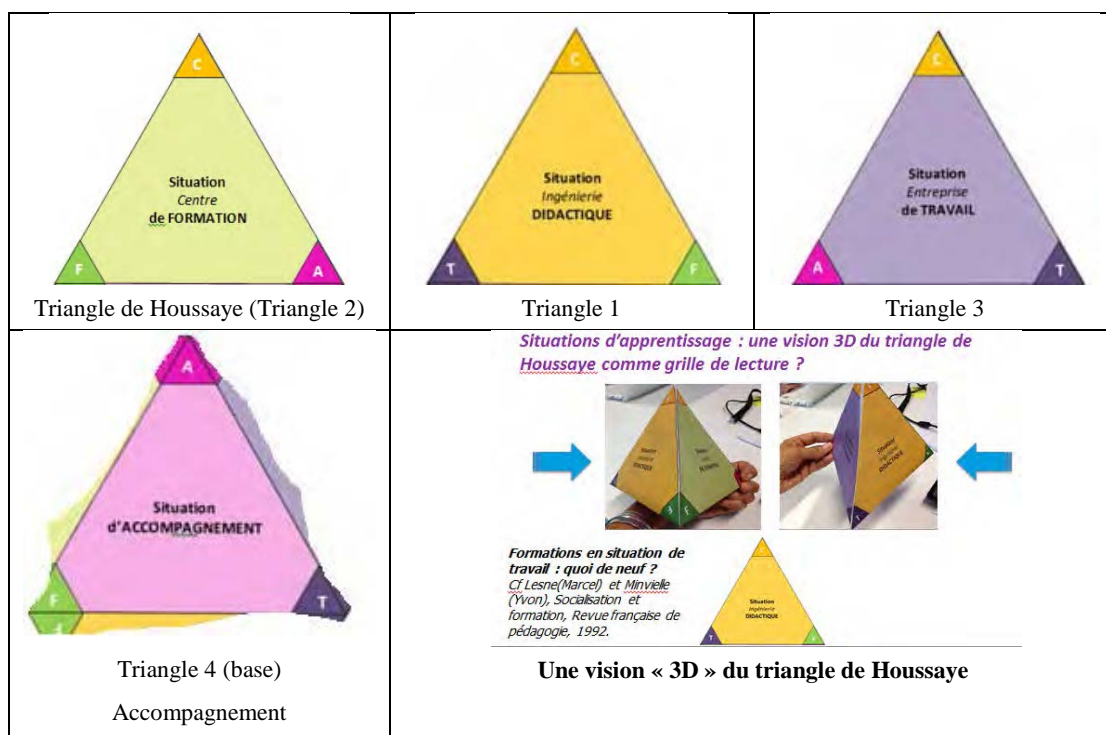 C
Situation
Centre
de FORMATION
F
A
Triangle de Houssaye (Triangle 2)
C
Situation
Ingénierie
DIDACTIQUE
T
F
Triangle 1
C
Situation
Entreprise
de TRAVAIL
A
T
Triangle 3
A
Situation
d'ACCOMPAGNEMENT
F
T
F
Triangle 4 (base)
Accompagnement
Situations d'apprentissage : une vision 3D du triangle de
Houssaye comme grille de lecture ?
Situation
DIDACTIQUE
F
F
Situation
Ingénierie
DIDACTIQUE
T
Formations en situation de
travail : quoi de neuf ?
Cf Lesne(Marcel) et Minvielle
(Yvon), Socialisation et
formation, Revue française de
pédagogie, 1992.
C
Situation
Ingénierie
DIDACTIQUE
T
F
Une vision « 3D » du triangle de Houssaye